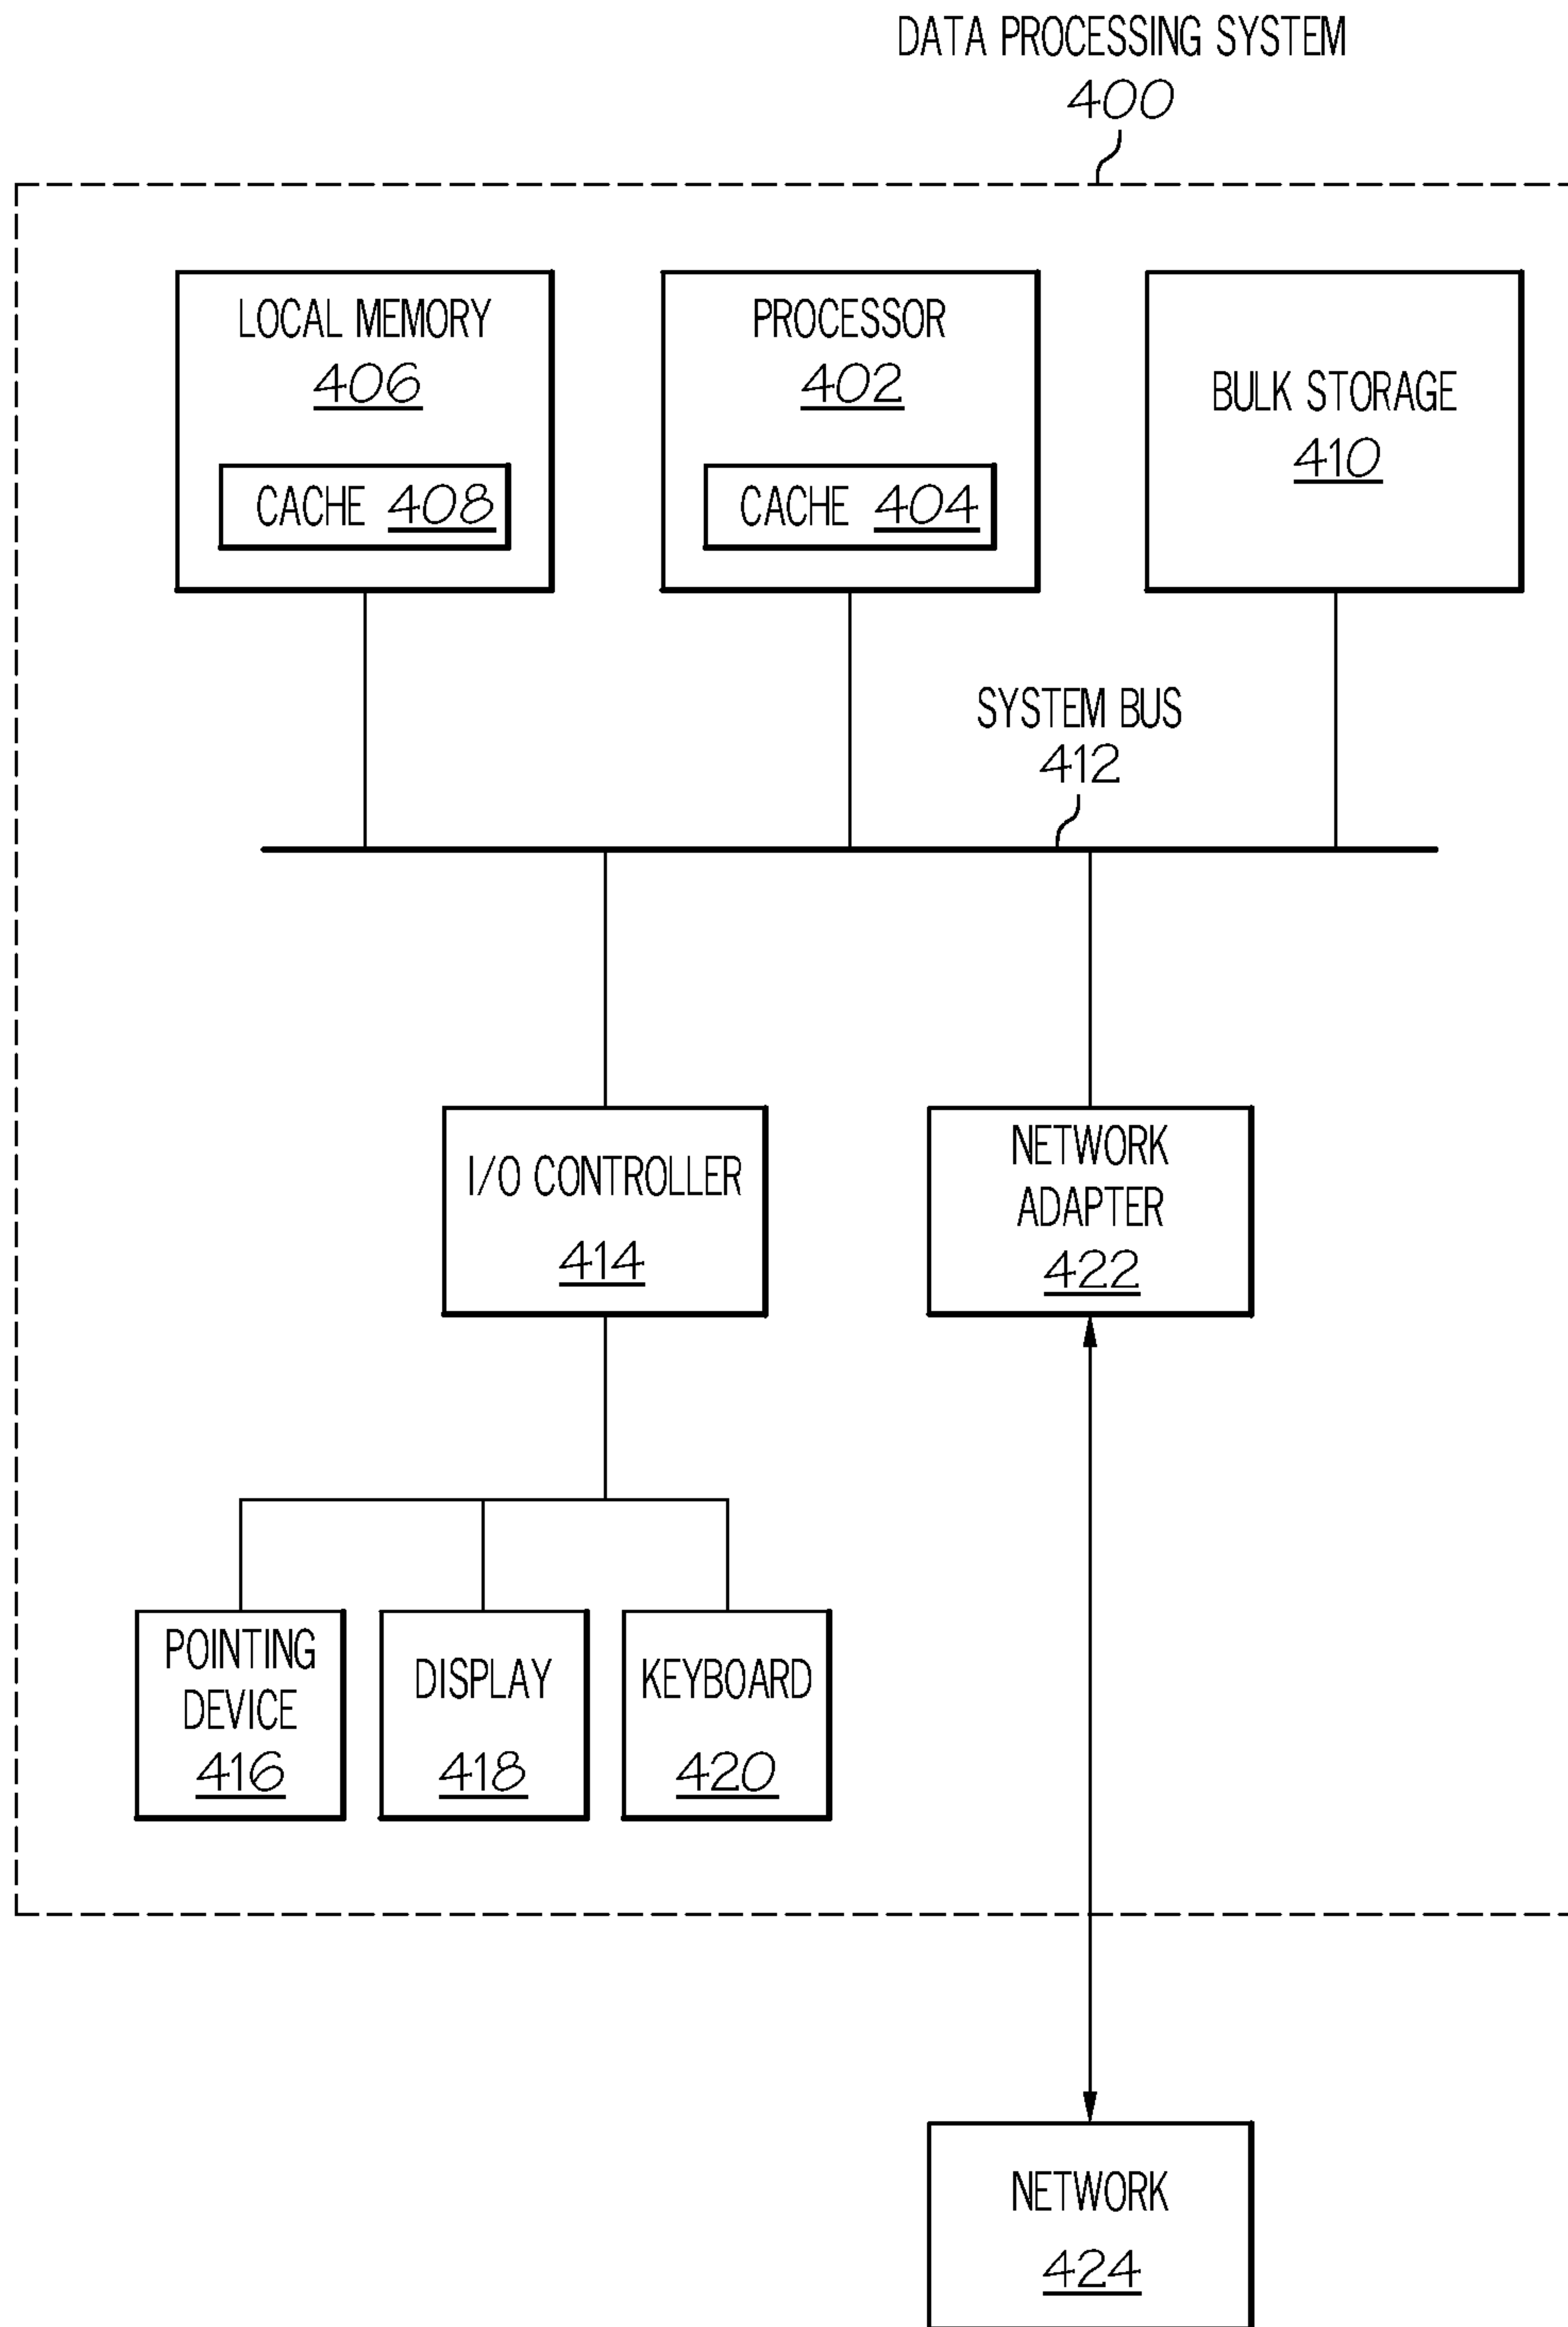 DATA PROCESSING SYSTEM
400
LOCAL MEMORY
406
CACHE 408
PROCESSOR
402
CACHE 404
BULK STORAGE
410
SYSTEM BUS
412
I/O CONTROLLER
414
NETWORK
ADAPTER
422
POINTING
DEVICE
416
DISPLAY
418
KEYBOARD
420
NETWORK
424